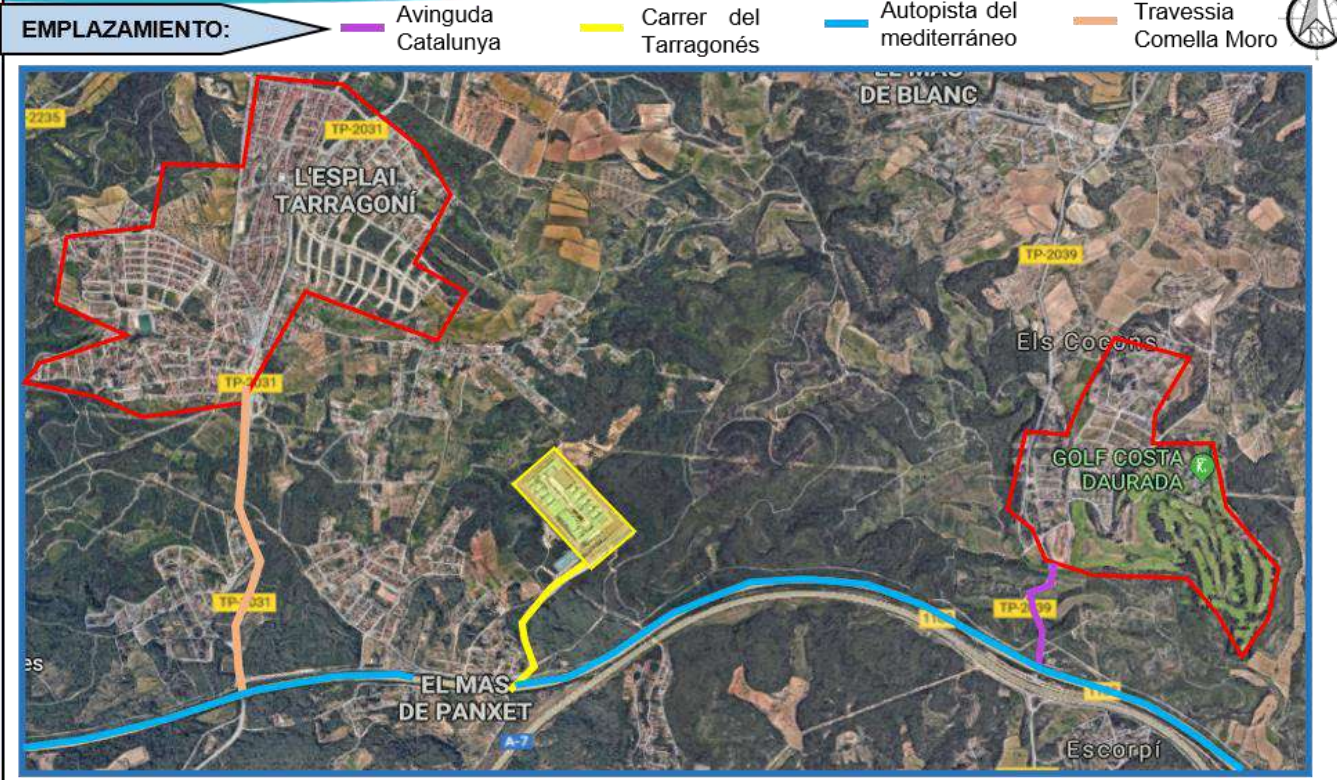 EMPLAZAMIENTO:
Avinguda
Catalunya
Carrer del
Tarragonés
Autopista del
mediterráneo
Travessia
Comella Moro
N
EL MAS
DE BLANC
-2235
TP-2031
L'ESPLAI
TARRAGONÍ
TP-2039
Els Cocons
TP-2031
GOLF COSTA
DAURADA
TP-2031
TP-2039
es
EL MAS
DE PANXET
A-7
Escorpí